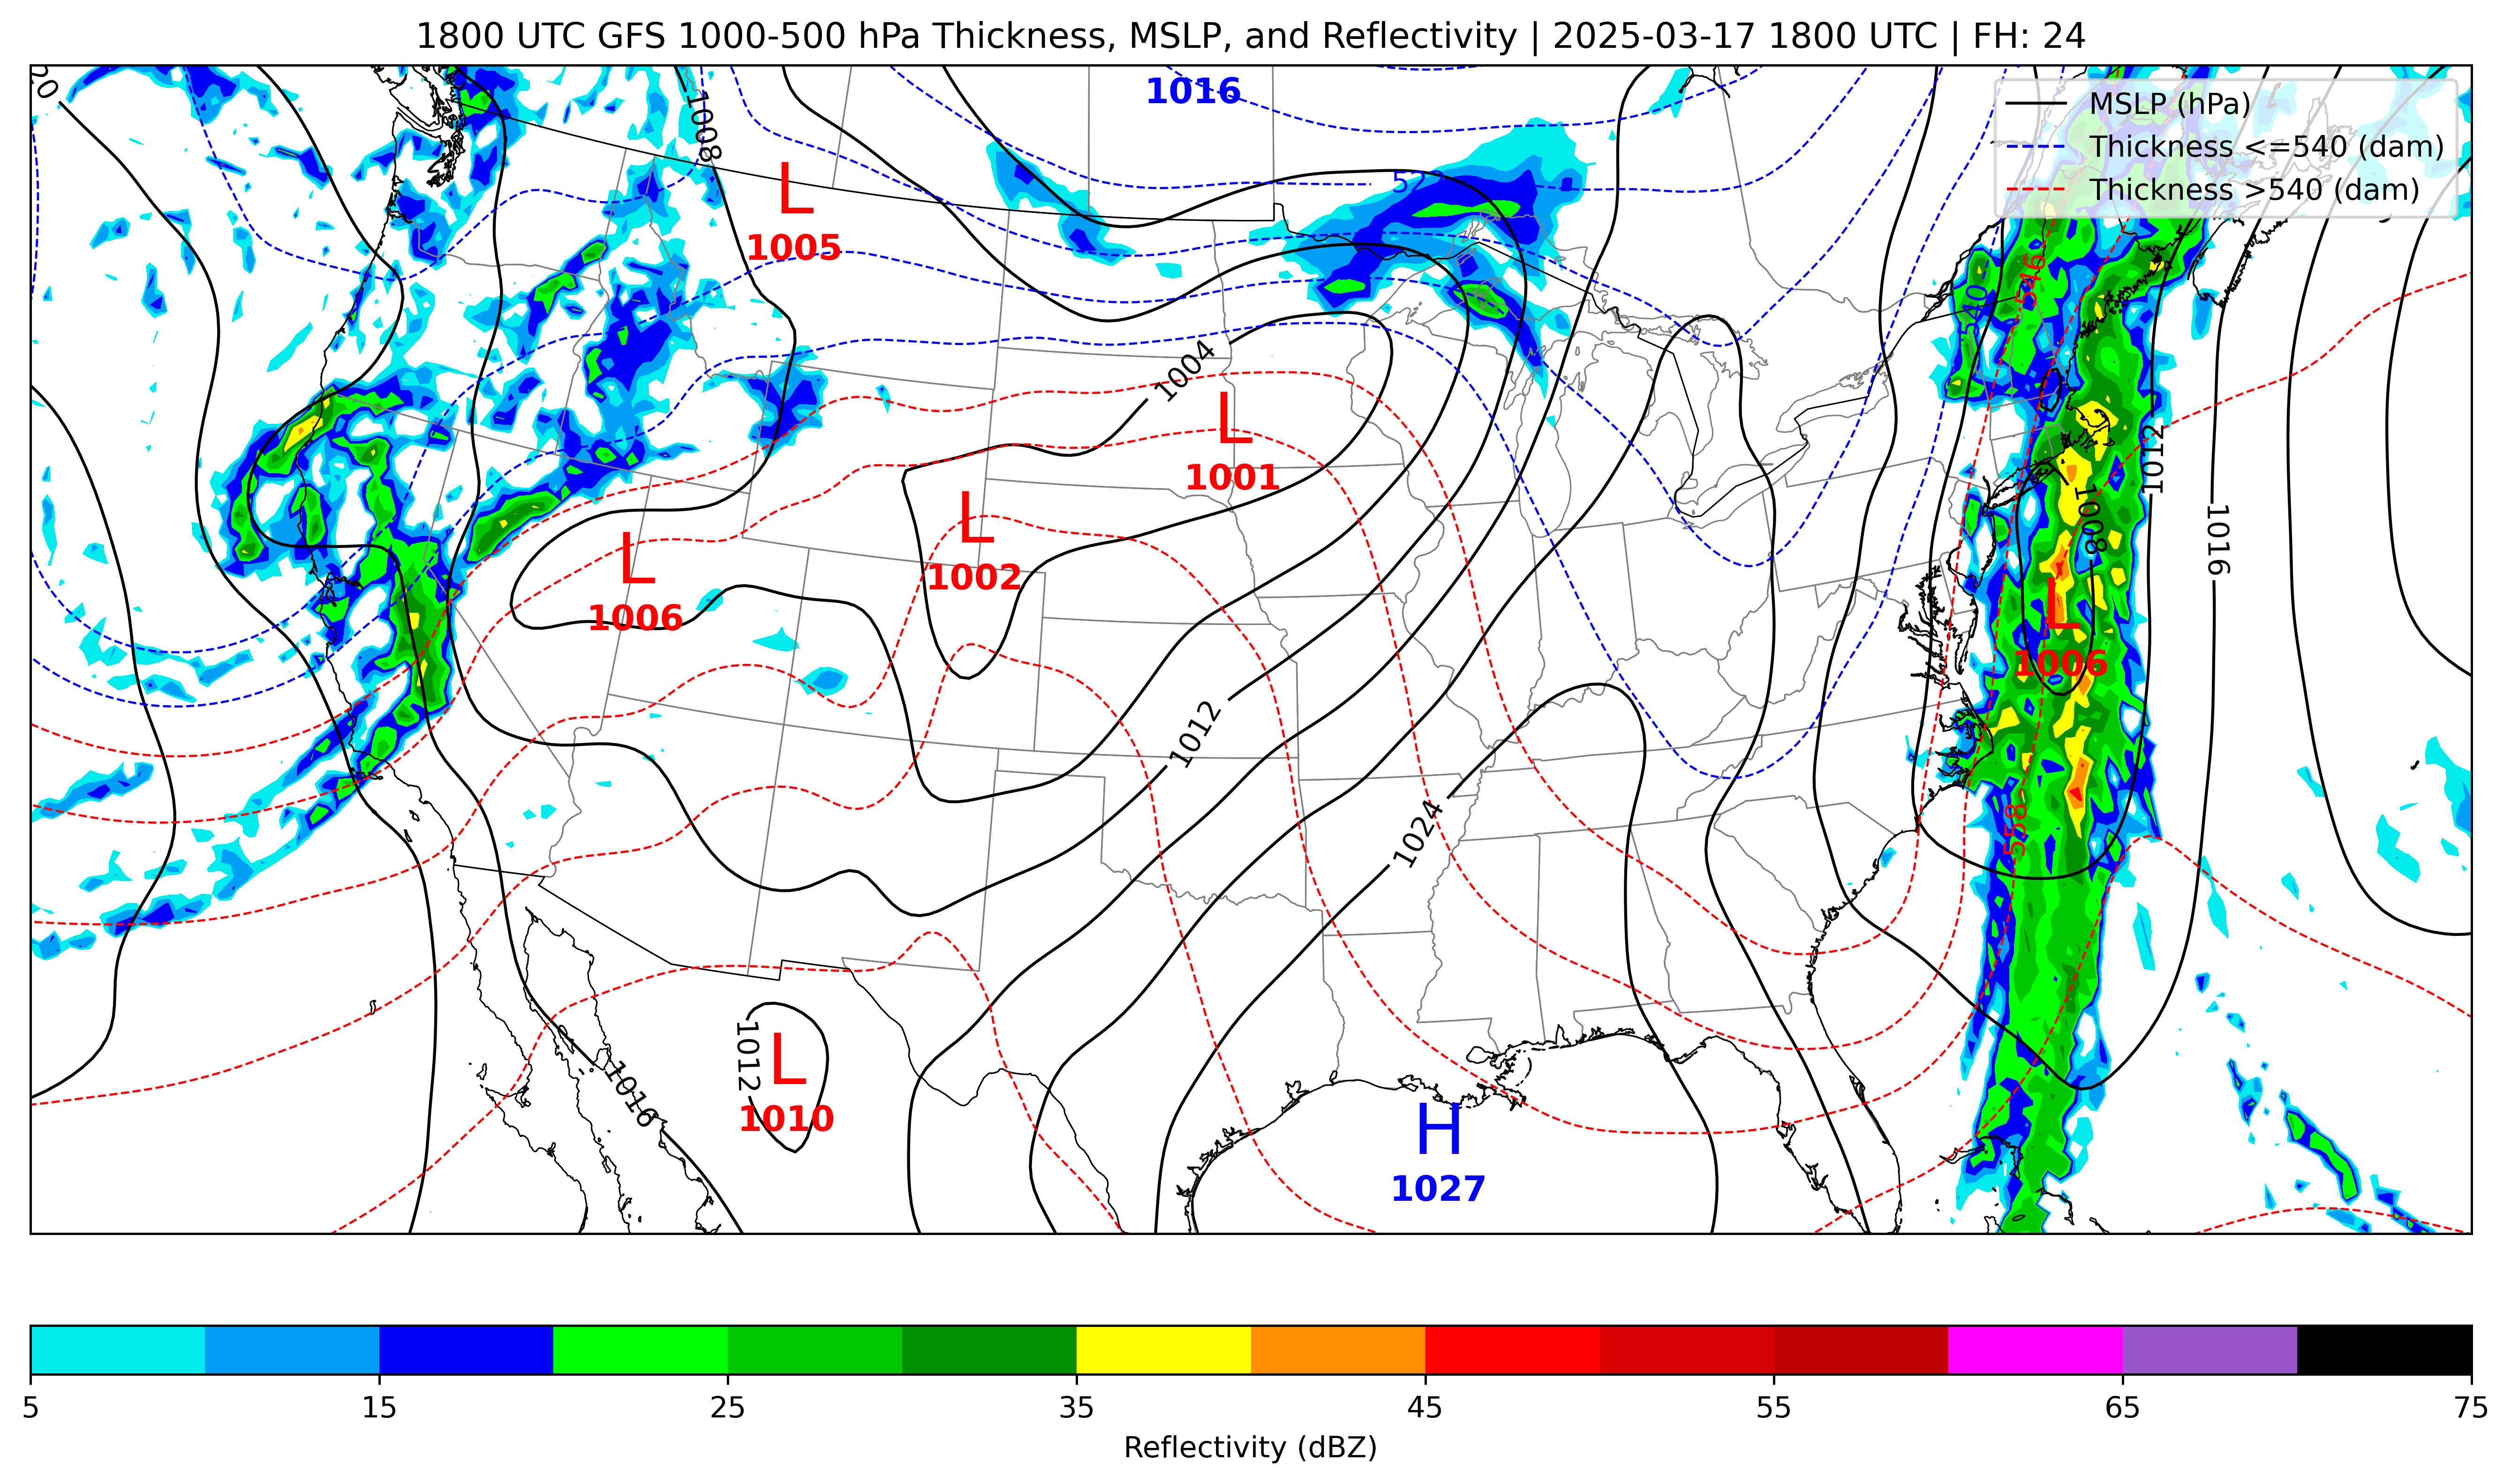 1800 UTC GFS 1000-500 hPa Thickness, MSLP, and Reflectivity | 2025-03-17 1800 UTC | FH: 24
MSLP (hPa)
Thickness <=540 (dam)
Thickness >540 (dam)
20
1016
1008
L
1005
546
540
1004
L
1001
1012
L
1002
1008
1016
L
1006
L
1006
1012
1024
558
1012
L
1010
1016
H
1027
5
15
25
35
45
55
65
75
Reflectivity (dBZ)